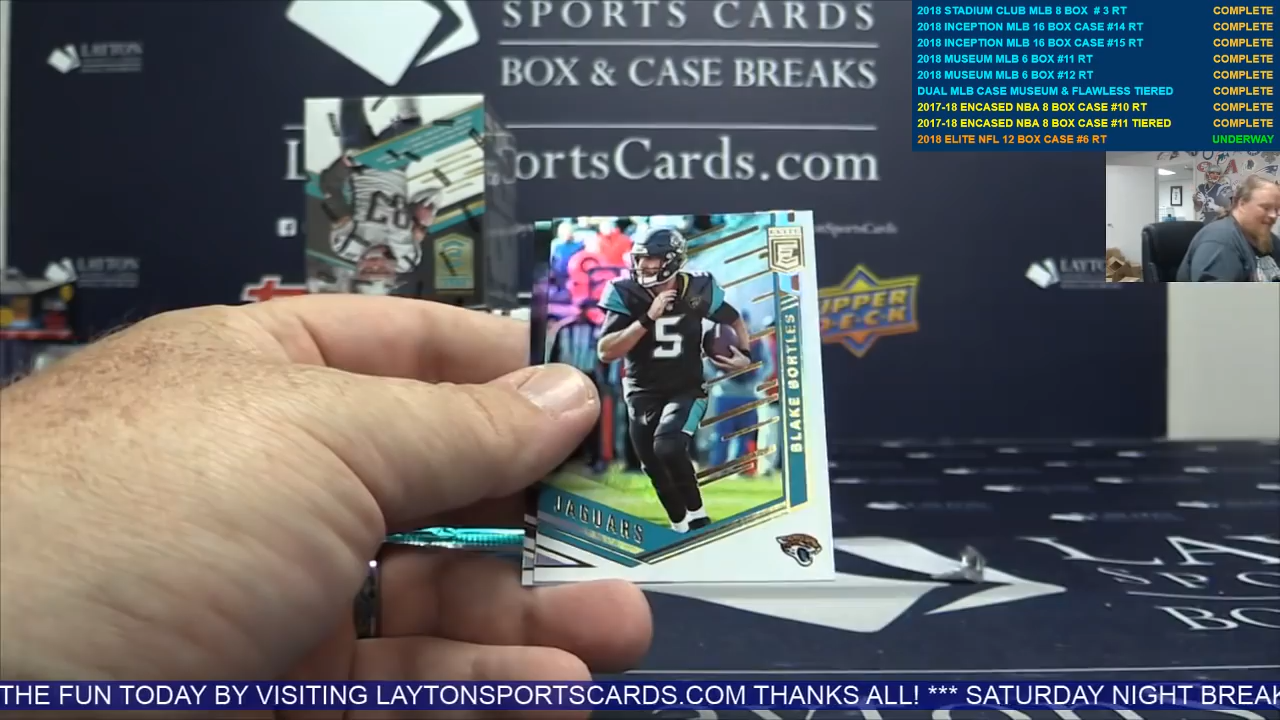 SPORTS CARDS
BOX & CASE BREAKS
ortsCards.com
2018 STADIUM CLUB MLB 8 BOX # 3 RT COMPLETE
2018 INCEPTION MLB 16 BOX CASE #14 RT COMPLETE
2018 INCEPTION MLB 16 BOX CASE #15 RT COMPLETE
2018 MUSEUM MLB 6 BOX #11 RT COMPLETE
2018 MUSEUM MLB 6 BOX #12 RT COMPLETE
DUAL MLB CASE MUSEUM & FLAWLESS TIERED COMPLETE
2017-18 ENCASED NBA 8 BOX CASE #10 RT COMPLETE
2017-18 ENCASED NBA 8 BOX CASE #11 TIERED COMPLETE
2018 ELITE NFL 12 BOX CASE #6 RT UNDERWAY
LAYTON
LAYTON
ELITE
5
BLAKE BORTLES
JAGUARS
UPPER
DECK
THE FUN TODAY BY VISITING LAYTONSPORTSCARDS.COM THANKS ALL! *** SATURDAY NIGHT BREA